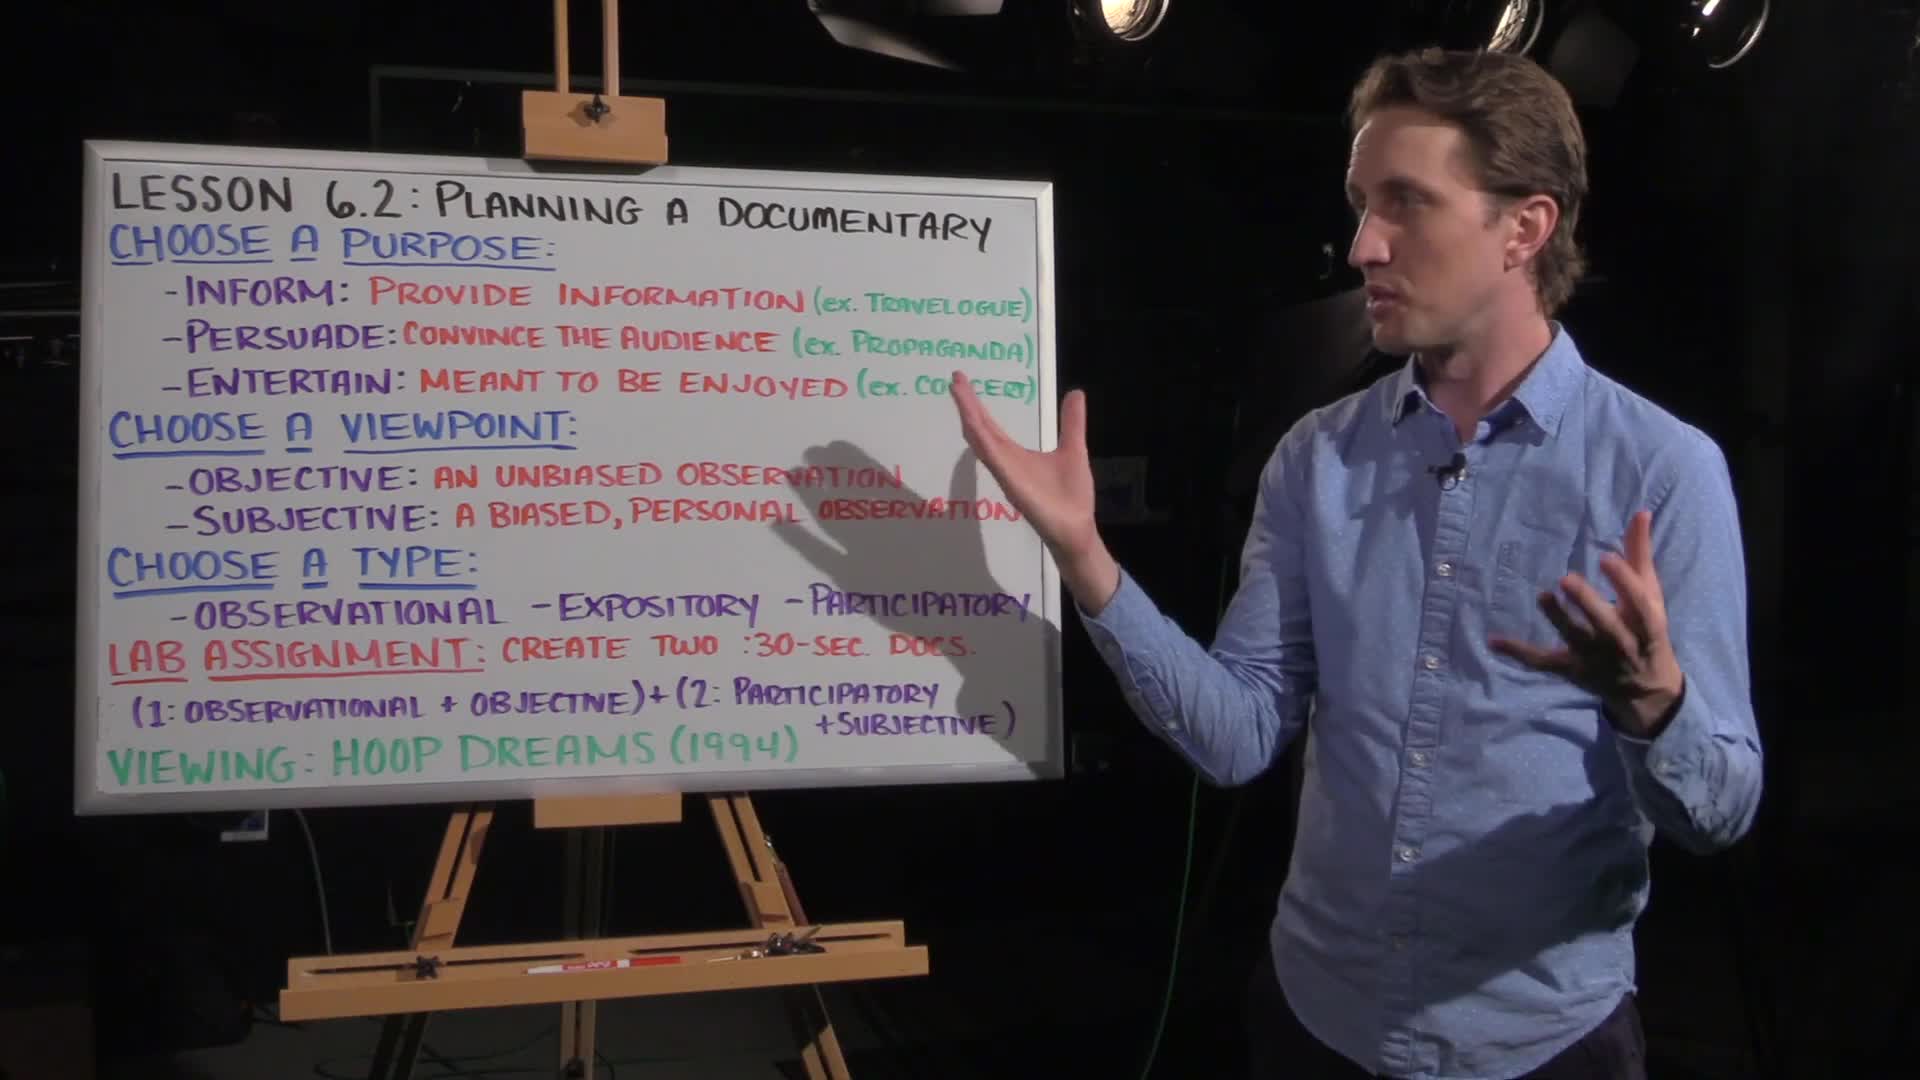 LESSON 6.2: PLANNING A DOCUMENTARY
CHOOSE A PURPOSE:
-INFORM: PROVIDE INFORMATION (ex. TRAVELOGUE)
-PERSUADE: CONVINCE THE AUDIENCE (ex. PROPAGANDA)
-ENTERTAIN: MEANT TO BE ENJOYED (ex. CONCERT)
CHOOSE A VIEWPOINT:
-OBJECTIVE: AN UNBIASED OBSERVATION
-SUBJECTIVE: A BIASED, PERSONAL OBSERVATION
CHOOSE A TYPE:
-OBSERVATIONAL -EXPOSITORY -PARTICIPATORY
LAB ASSIGNMENT: CREATE TWO :30-SEC. DOCS.
(1: OBSERVATIONAL + OBJECTIVE) + (2: PARTICIPATORY
+SUBJECTIVE)
VIEWING: HOOP DREAMS (1994)